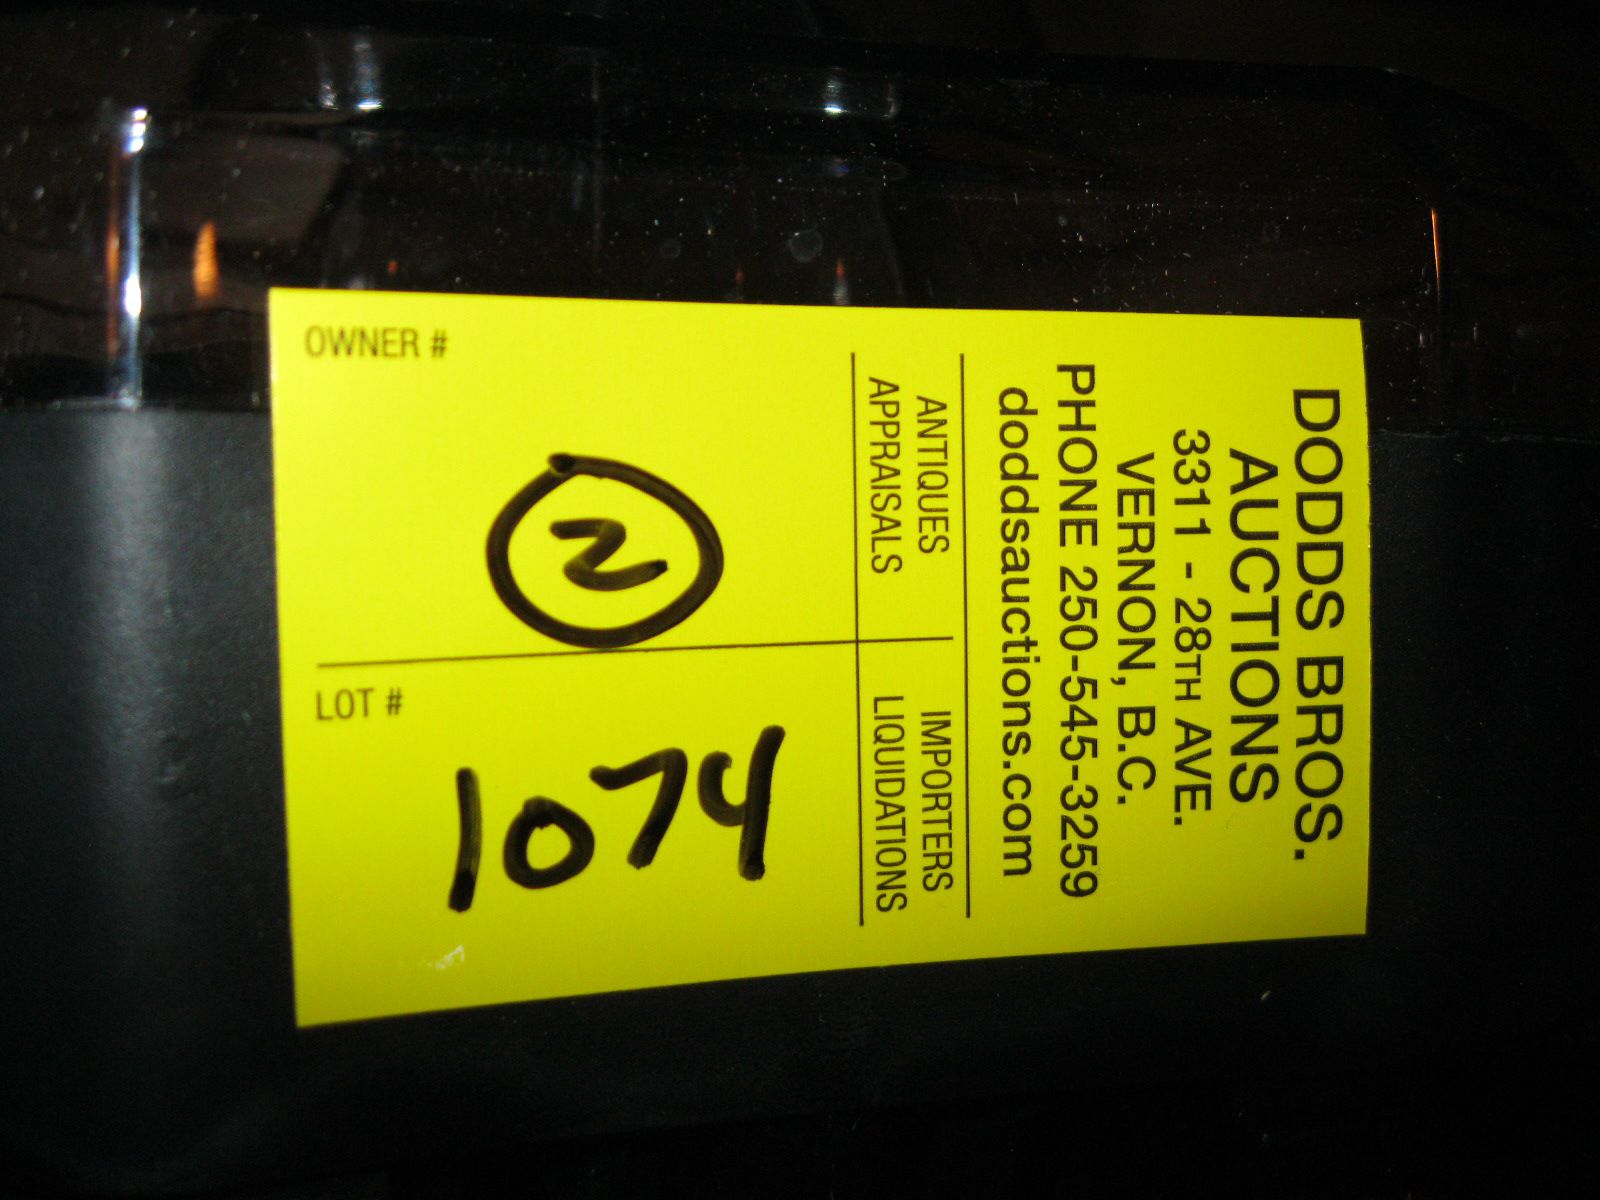 DODDS BROS.
AUCTIONS
3311 - 28TH AVE.
VERNON, B.C.
PHONE 250-545-3259
doddsauctions.com
ANTIQUES
APPRAISALS
IMPORTERS
LIQUIDATIONS
OWNER #
2
LOT #
1074